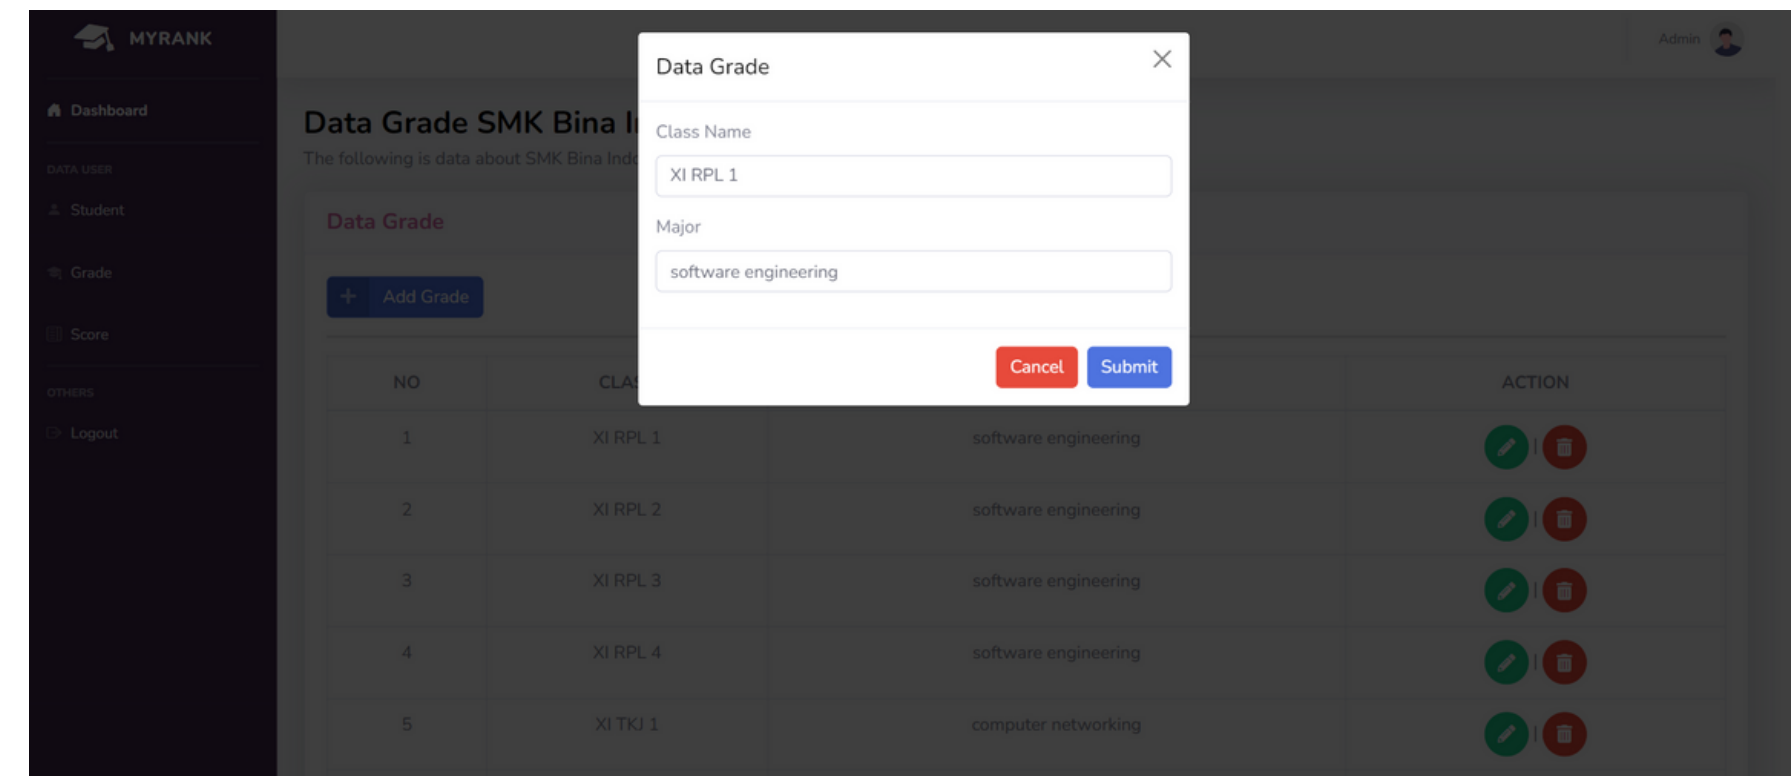 MYRANK
Admin
Dashboard
DATA USER
Student
Grade
Score
OTHERS
Logout
Data Grade SMK Bina
The following is data about SMK Bina
Data Grade
Add Grade
Data Grade
Class Name
XI RPL 1
Major
software engineering
Cancel Submit
NO ACTION
1 XI RPL 1 software engineering
2 XI RPL 2 software engineering
3 XI RPL 3 software engineering
4 XI RPL 4 software engineering
5 XI TKJ 1 computer networking